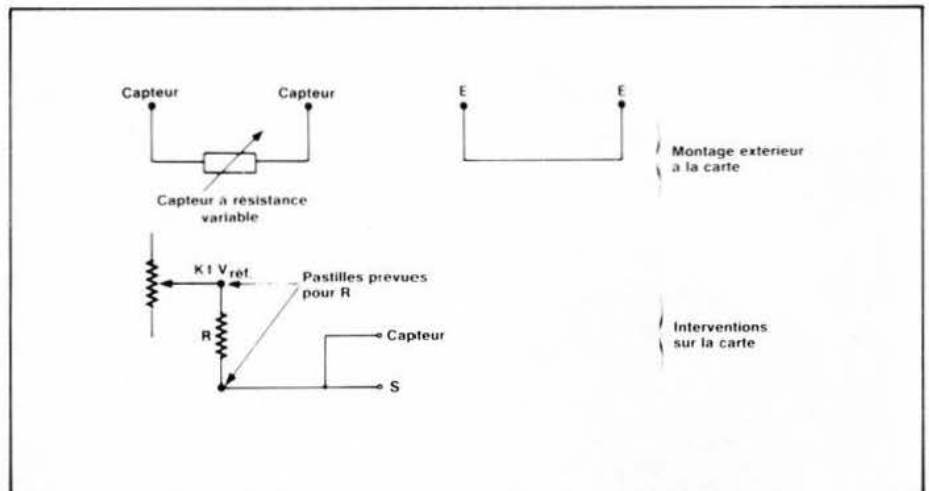 Capteur
Capteur
E
E
Montage exterieur
a la carte
Capteur a résistance
variable
K1 Vréf.
Pastilles prevues
pour R
R
Capteur
S
Interventions
sur la carte